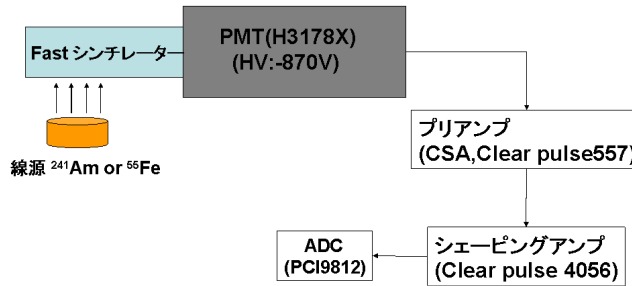 Fast シンチレーター
PMT(H3178X)
(HV:-870V)
線源 ²⁴¹Am or ⁵⁵Fe
プリアンプ
(CSA,Clear pulse557)
シェーピングアンプ
(Clear pulse 4056)
ADC
(PCI9812)